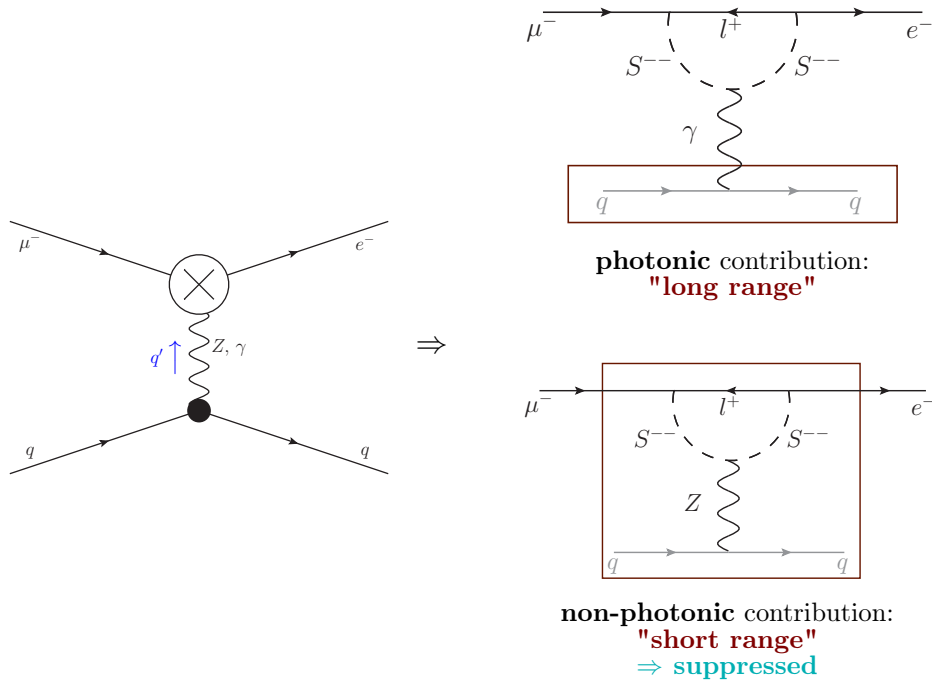 μ⁻
e⁻
q′
Z, γ
q
q
⇒
μ⁻
l⁺
e⁻
S⁻⁻
S⁻⁻
γ
q
q
photonic contribution:
"long range"
μ⁻
l⁺
e⁻
S⁻⁻
S⁻⁻
Z
q
q
non-photonic contribution:
"short range"
⇒ suppressed